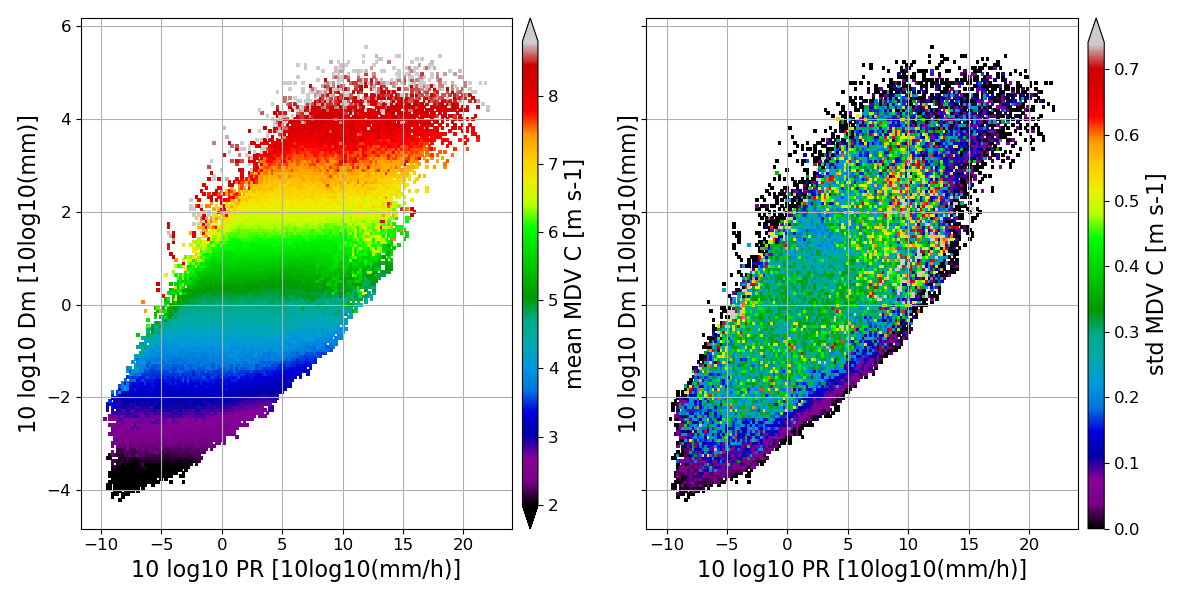 6
4
2
0
−2
−4
10 log10 Dm [10log10(mm)]
−10 −5 0 5 10 15 20
10 log10 PR [10log10(mm/h)]
8
7
6
5
4
3
2
mean MDV C [m s-1]
10 log10 Dm [10log10(mm)]
−10 −5 0 5 10 15 20
10 log10 PR [10log10(mm/h)]
0.7
0.6
0.5
0.4
0.3
0.2
0.1
0.0
std MDV C [m s-1]